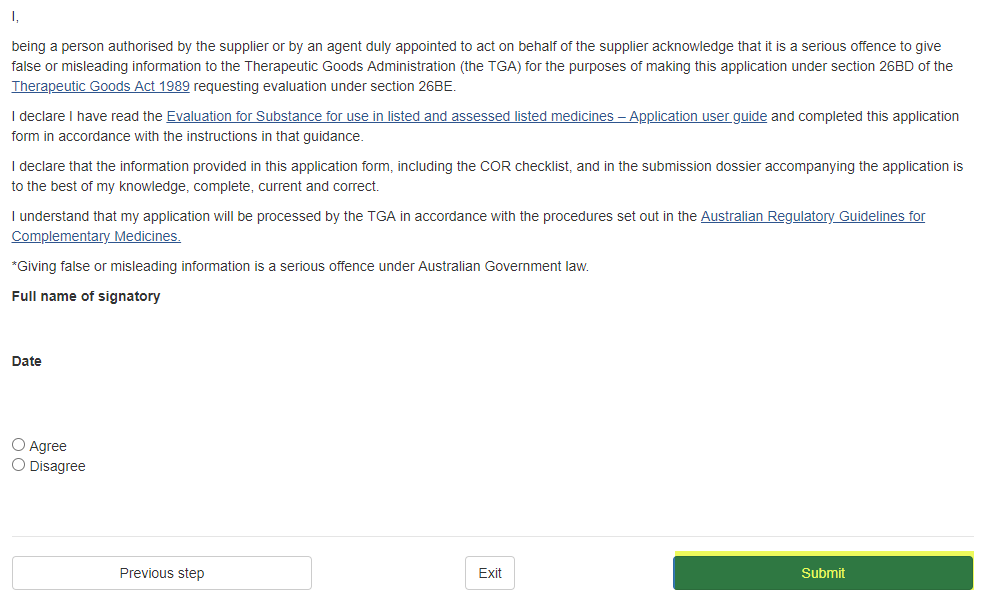 I,
being a person authorised by the supplier or by an agent duly appointed to act on behalf of the supplier acknowledge that it is a serious offence to give
false or misleading information to the Therapeutic Goods Administration (the TGA) for the purposes of making this application under section 26BD of the
Therapeutic Goods Act 1989 requesting evaluation under section 26BE.
I declare I have read the Evaluation for Substance for use in listed and assessed listed medicines – Application user guide and completed this application
form in accordance with the instructions in that guidance.
I declare that the information provided in this application form, including the COR checklist, and in the submission dossier accompanying the application is
to the best of my knowledge, complete, current and correct.
I understand that my application will be processed by the TGA in accordance with the procedures set out in the Australian Regulatory Guidelines for
Complementary Medicines.
*Giving false or misleading information is a serious offence under Australian Government law.
Full name of signatory
Date
Agree
Disagree
Previous step Exit Submit